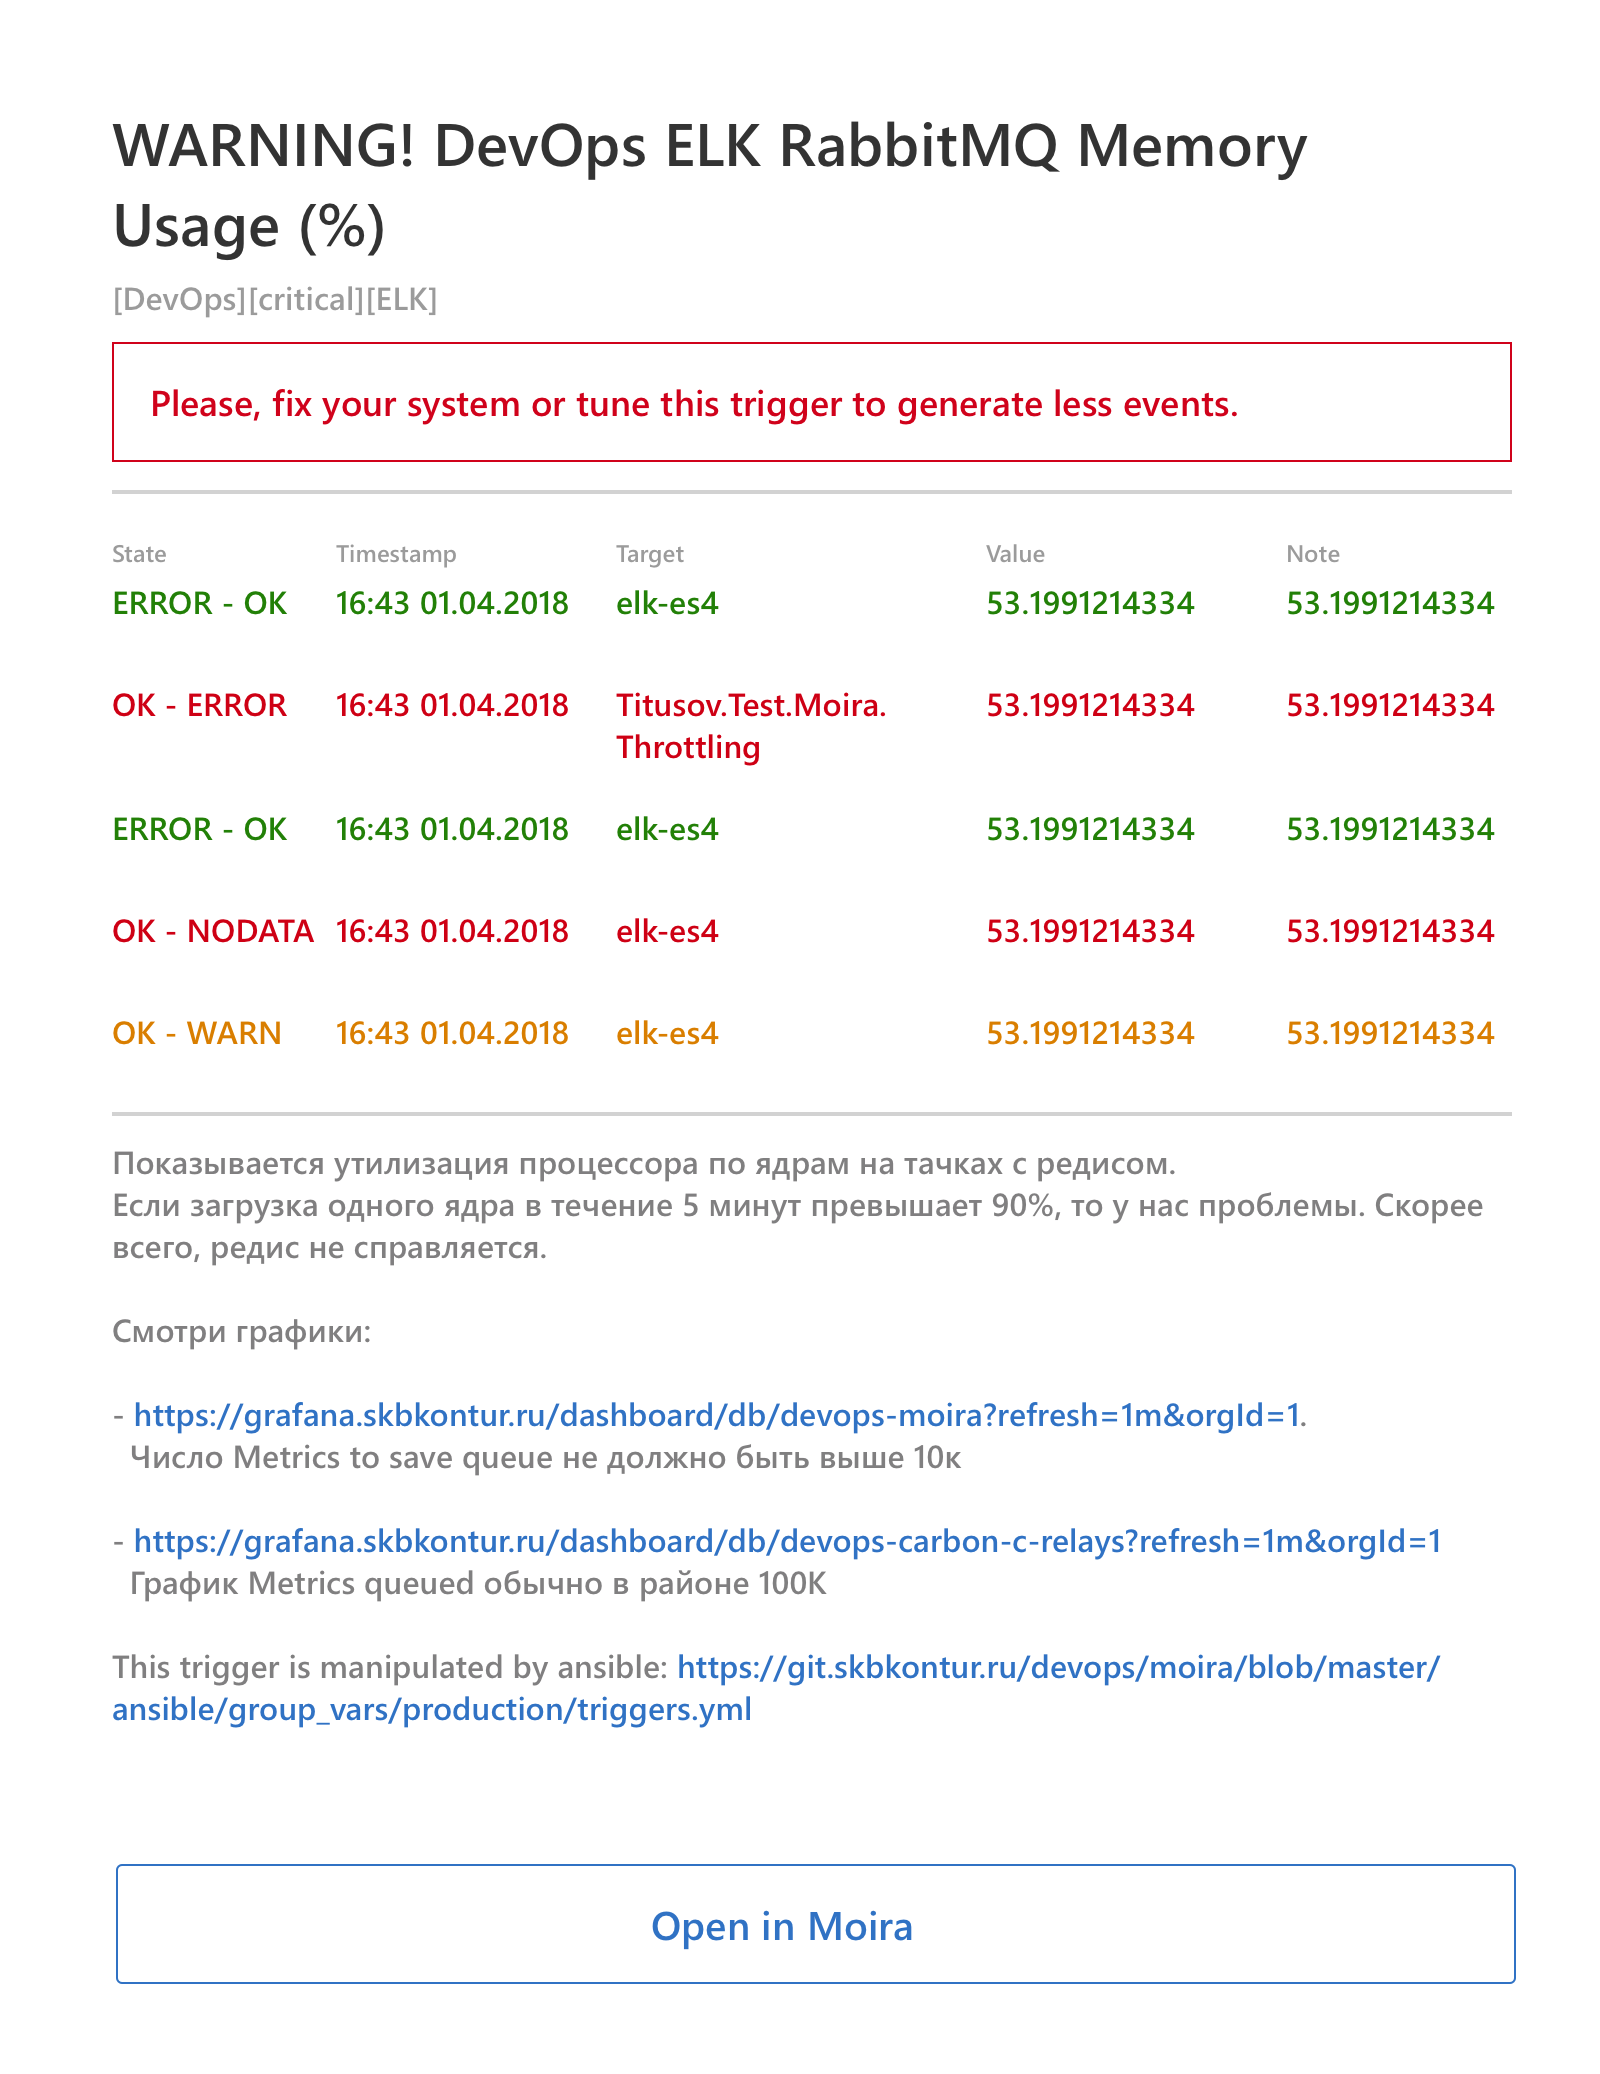 WARNING! DevOps ELK RabbitMQ Memory
Usage (%)
[DevOps][critical][ELK]
Please, fix your system or tune this trigger to generate less events.
State Timestamp Target Value Note
ERROR - OK 16:43 01.04.2018 elk-es4 53.1991214334 53.1991214334
OK - ERROR 16:43 01.04.2018 Titusov.Test.Moira. 53.1991214334 53.1991214334
Throttling
ERROR - OK 16:43 01.04.2018 elk-es4 53.1991214334 53.1991214334
OK - NODATA 16:43 01.04.2018 elk-es4 53.1991214334 53.1991214334
OK - WARN 16:43 01.04.2018 elk-es4 53.1991214334 53.1991214334
Показывается утилизация процессора по ядрам на тачках с редисом.
Если загрузка одного ядра в течение 5 минут превышает 90%, то у нас проблемы. Скорее
всего, редис не справляется.
Смотри графики:
- https://grafana.skbkontur.ru/dashboard/db/devops-moira?refresh=1m&orgId=1.
Число Metrics to save queue не должно быть выше 10к
- https://grafana.skbkontur.ru/dashboard/db/devops-carbon-c-relays?refresh=1m&orgId=1
График Metrics queued обычно в районе 100K
This trigger is manipulated by ansible: https://git.skbkontur.ru/devops/moira/blob/master/
ansible/group_vars/production/triggers.yml
Open in Moira